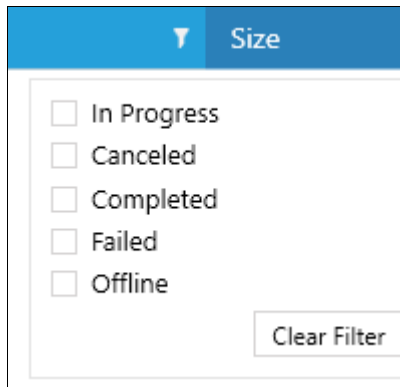 Size
In Progress
Canceled
Completed
Failed
Offline
Clear Filter